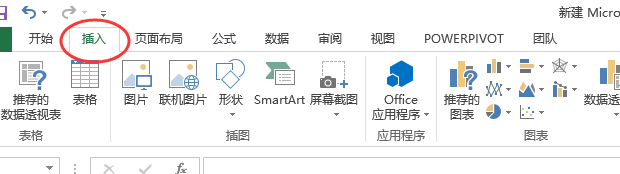 新建 Micro
开始 插入 页面布局 公式 数据 审阅 视图 POWERPIVOT 团队
推荐的 表格 图片 联机图片 形状 SmartArt 屏幕截图 Office 推荐的 数据透
数据透视表 应用程序 图表
表格 插图 应用程序 图表
fx